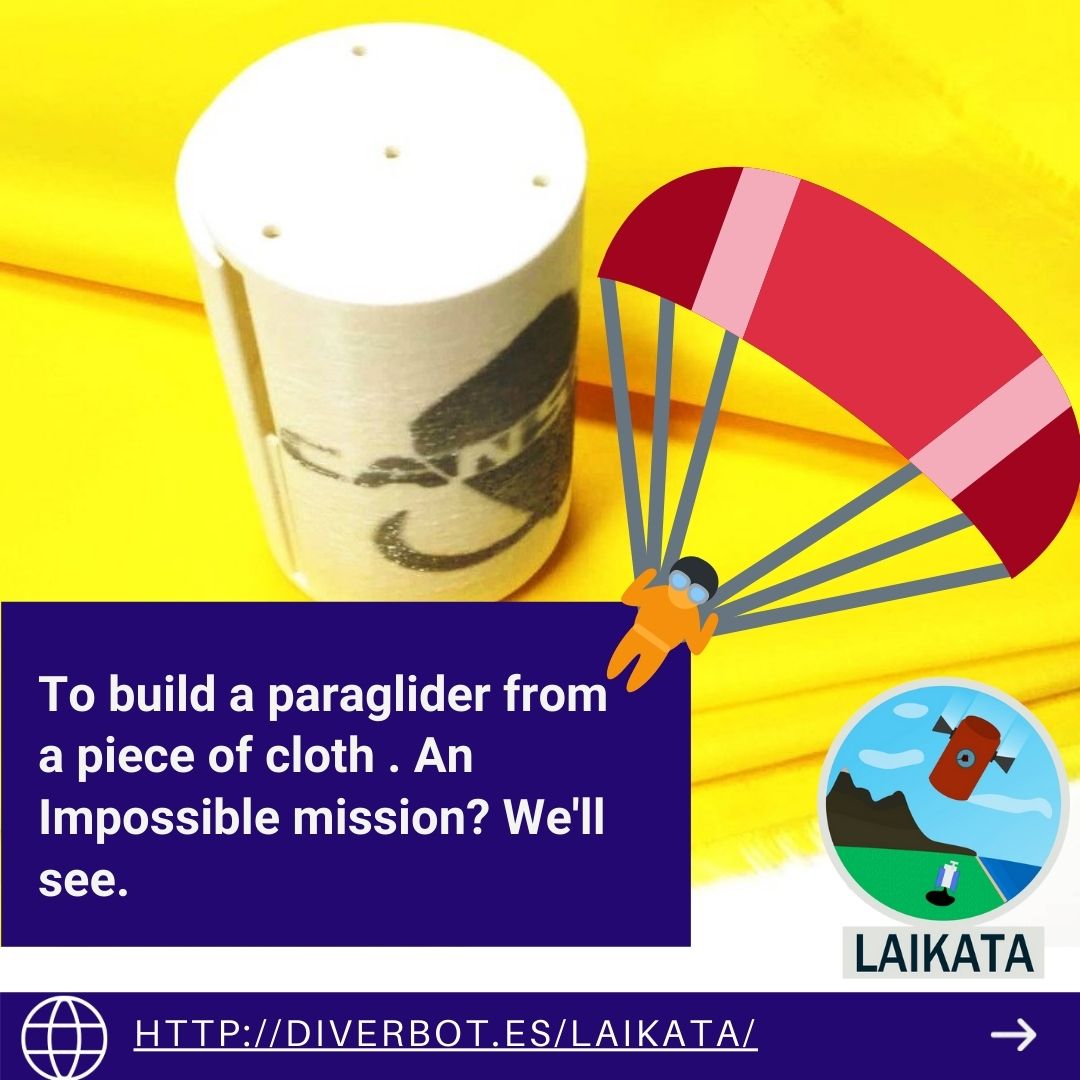 To build a paraglider from
a piece of cloth . An
Impossible mission? We'll
see.
LAIKATA
HTTP://DIVERBOT.ES/LAIKATA/